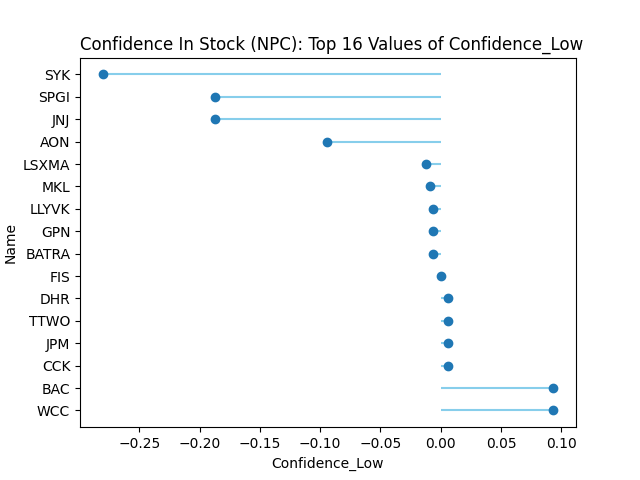 Confidence In Stock (NPC): Top 16 Values of Confidence_Low
SYK
SPGI
JNJ
AON
LSXMA
MKL
LLYVK
GPN
BATRA
FIS
DHR
TTWO
JPM
CCK
BAC
WCC
Name
−0.25 −0.20 −0.15 −0.10 −0.05 0.00 0.05 0.10
Confidence_Low